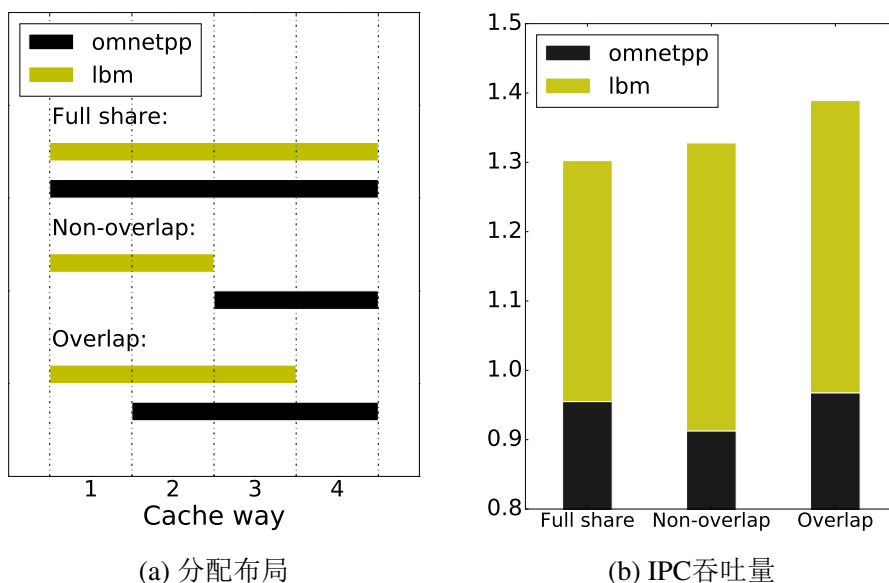 omnetpp
lbm
Full share:
Non-overlap:
Overlap:
1 2 3 4
Cache way
(a) 分配布局
1.5
1.4
1.3
1.2
1.1
1.0
0.9
0.8
omnetpp
lbm
Full share Non-overlap Overlap
(b) IPC吞吐量